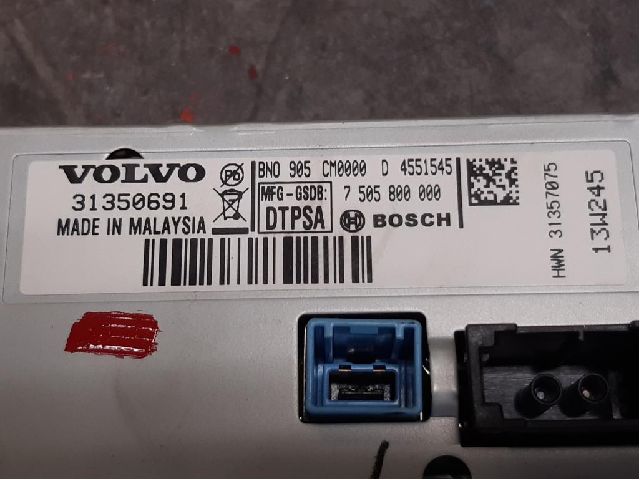 VOLVO
31350691
MADE IN MALAYSIA
Pb
BNO 905 CM0000 D 4551545
MFG-GSDB:
DTPSA
7 505 800 000
BOSCH
HWN 31357075
13W245